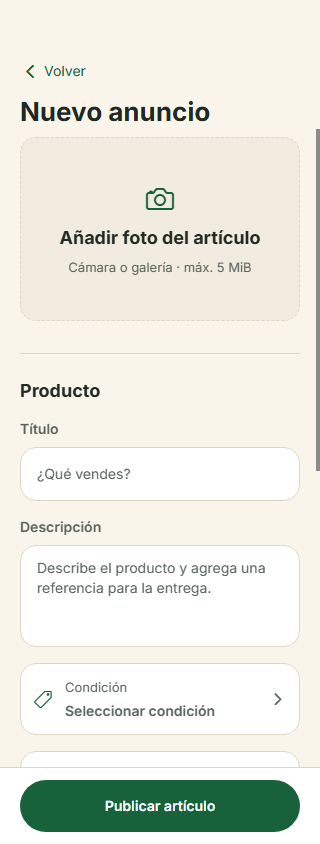 Volver
Nuevo anuncio
Añadir foto del artículo
Cámara o galería · máx. 5 MiB
Producto
Título
¿Qué vendes?
Descripción
Describe el producto y agrega una
referencia para la entrega.
Condición
Seleccionar condición
Publicar artículo